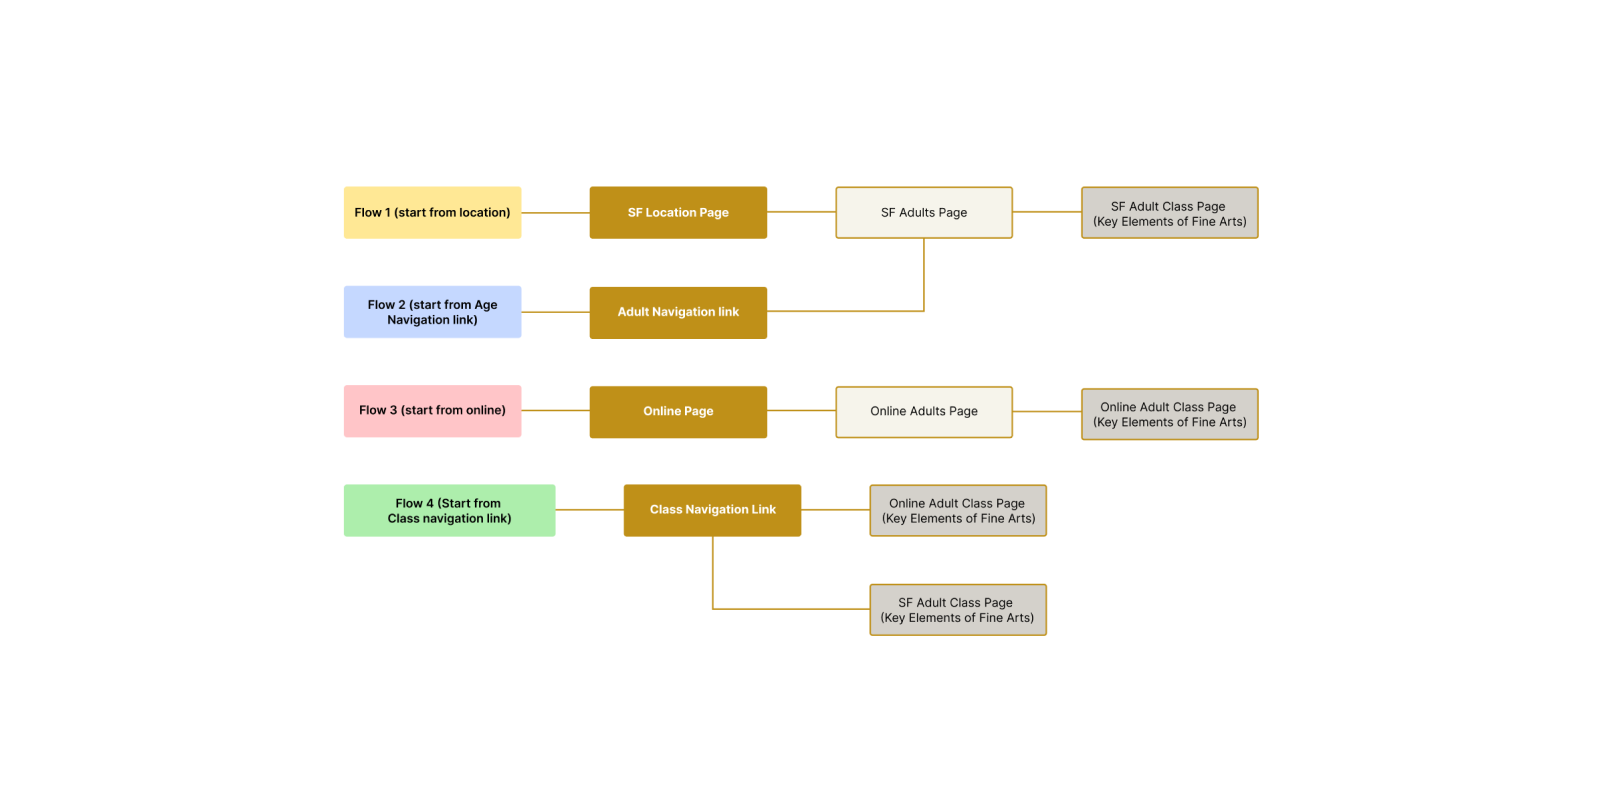 Flow 1 (start from location)
SF Location Page
SF Adults Page
SF Adult Class Page
(Key Elements of Fine Arts)
Flow 2 (start from Age
Navigation link)
Adult Navigation link
Flow 3 (start from online)
Online Page
Online Adults Page
Online Adult Class Page
(Key Elements of Fine Arts)
Flow 4 (Start from
Class navigation link)
Class Navigation Link
Online Adult Class Page
(Key Elements of Fine Arts)
SF Adult Class Page
(Key Elements of Fine Arts)